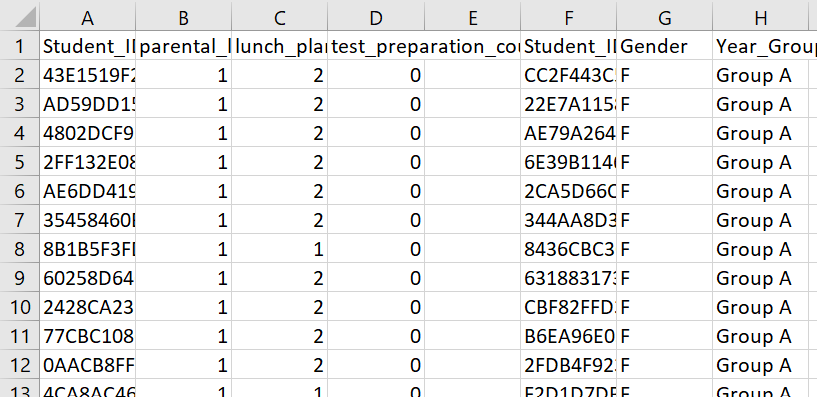 A B C D E F G H
1 Student_II parental_l lunch_plan test_preparation_cou Student_II Gender Year_Group
2 43E1519F2 1 2 0 CC2F443C F Group A
3 AD59DD15 1 2 0 22E7A115 F Group A
4 4802DCF9 1 2 0 AE79A264 F Group A
5 2FF132E08 1 2 0 6E39B114 F Group A
6 AE6DD419 1 2 0 2CA5D66C F Group A
7 35458460 1 2 0 344AA8D3 F Group A
8 8B1B5F3F 1 1 0 8436CBC3 F Group A
9 60258D64 1 2 0 63188317 F Group A
10 2428CA23 1 2 0 CBF82FFD F Group A
11 77CBC108 1 2 0 B6EA96E0 F Group A
12 0AACB8FF 1 2 0 2FDB4F92 F Group A
13 4CA8AC46 1 1 0 F2D1D7DF F Group A